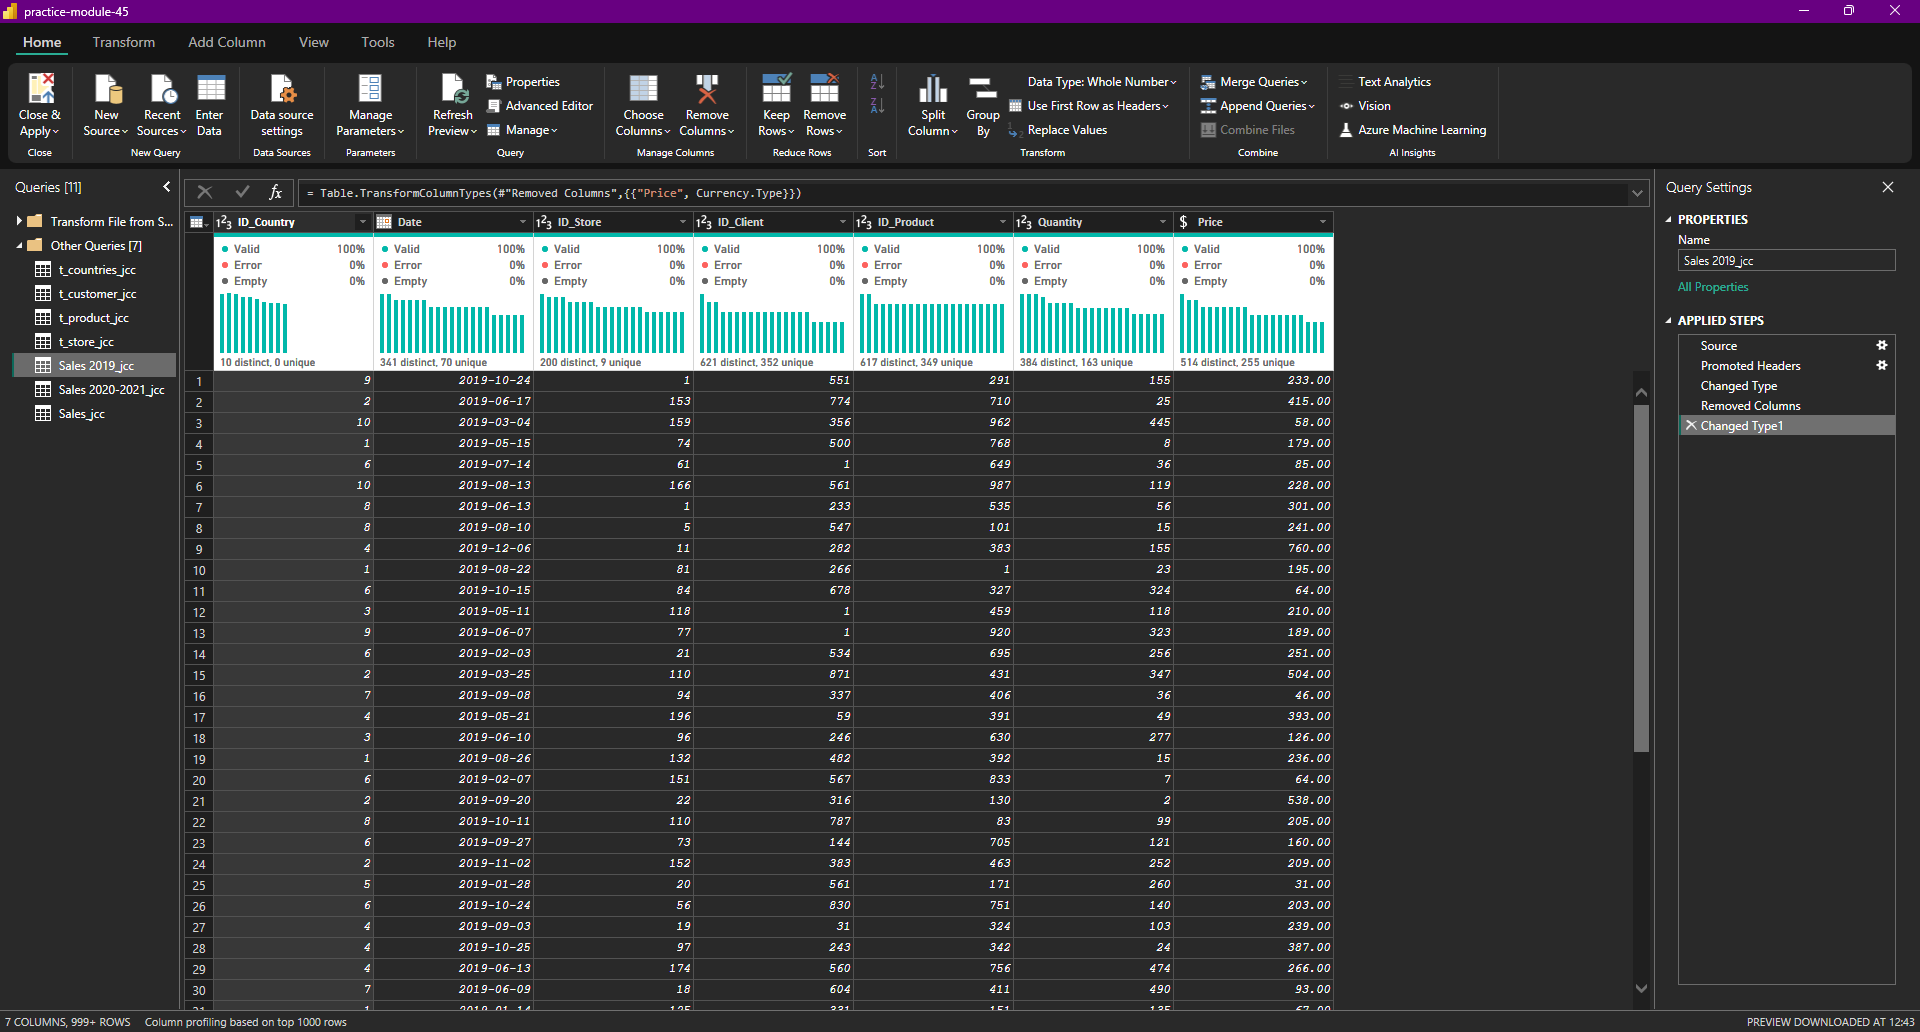 practice-module-45
Home Transform Add Column View Tools Help
Close & Apply
Close
New Source
Recent Sources
Enter Data
New Query
Data source settings
Data Sources
Manage Parameters
Parameters
Refresh Preview
Properties
Advanced Editor
Manage
Query
Choose Columns
Remove Columns
Manage Columns
Keep Rows
Remove Rows
Reduce Rows
Sort
Split Column
Group By
Data Type: Whole Number
Use First Row as Headers
Replace Values
Transform
Merge Queries
Append Queries
Combine Files
Combine
Text Analytics
Vision
Azure Machine Learning
AI Insights
Queries [11]
Transform File from S...
Other Queries [7]
t_countries_jcc
t_customer_jcc
t_product_jcc
t_store_jcc
Sales 2019_jcc
Sales 2020-2021_jcc
Sales_jcc
fx = Table.TransformColumnTypes(#"Removed Columns",{{"Price", Currency.Type}})
ID_Country Date ID_Store ID_Client ID_Product Quantity Price
Valid 100% Valid 100% Valid 100% Valid 100% Valid 100% Valid 100% Valid 100%
Error 0% Error 0% Error 0% Error 0% Error 0% Error 0% Error 0%
Empty 0% Empty 0% Empty 0% Empty 0% Empty 0% Empty 0% Empty 0%
10 distinct, 0 unique 341 distinct, 70 unique 200 distinct, 9 unique 621 distinct, 352 unique 617 distinct, 349 unique 384 distinct, 163 unique 514 distinct, 255 unique
1 9 2019-10-24 1 551 291 155 233.00
2 2 2019-06-17 153 774 710 25 415.00
3 10 2019-03-04 159 356 962 445 58.00
4 1 2019-05-15 74 500 768 8 179.00
5 6 2019-07-14 61 1 649 36 85.00
6 10 2019-08-13 166 561 987 119 228.00
7 8 2019-06-13 1 233 535 56 301.00
8 8 2019-08-10 5 547 101 15 241.00
9 4 2019-12-06 11 282 383 155 760.00
10 1 2019-08-22 81 266 1 23 195.00
11 6 2019-10-15 84 678 327 324 64.00
12 3 2019-05-11 118 1 459 118 210.00
13 9 2019-06-07 77 1 920 323 189.00
14 6 2019-02-03 21 534 695 256 251.00
15 2 2019-03-25 110 871 431 347 504.00
16 7 2019-09-08 94 337 406 36 46.00
17 4 2019-05-21 196 59 391 49 393.00
18 3 2019-06-10 96 246 630 277 126.00
19 1 2019-08-26 132 482 392 15 236.00
20 6 2019-02-07 151 567 833 7 64.00
21 2 2019-09-20 22 316 130 2 538.00
22 8 2019-10-11 110 787 83 99 205.00
23 6 2019-09-27 73 144 705 121 160.00
24 2 2019-11-02 152 383 463 252 209.00
25 5 2019-01-28 20 561 171 260 31.00
26 6 2019-10-24 56 830 751 140 203.00
27 4 2019-09-03 19 31 324 103 239.00
28 4 2019-10-25 97 243 342 24 387.00
29 4 2019-06-13 174 560 756 474 266.00
30 7 2019-06-09 18 604 411 490 93.00
Query Settings
PROPERTIES
Name
Sales 2019_jcc
All Properties
APPLIED STEPS
Source
Promoted Headers
Changed Type
Removed Columns
Changed Type1
7 COLUMNS, 999+ ROWS Column profiling based on top 1000 rows
PREVIEW DOWNLOADED AT 12:43